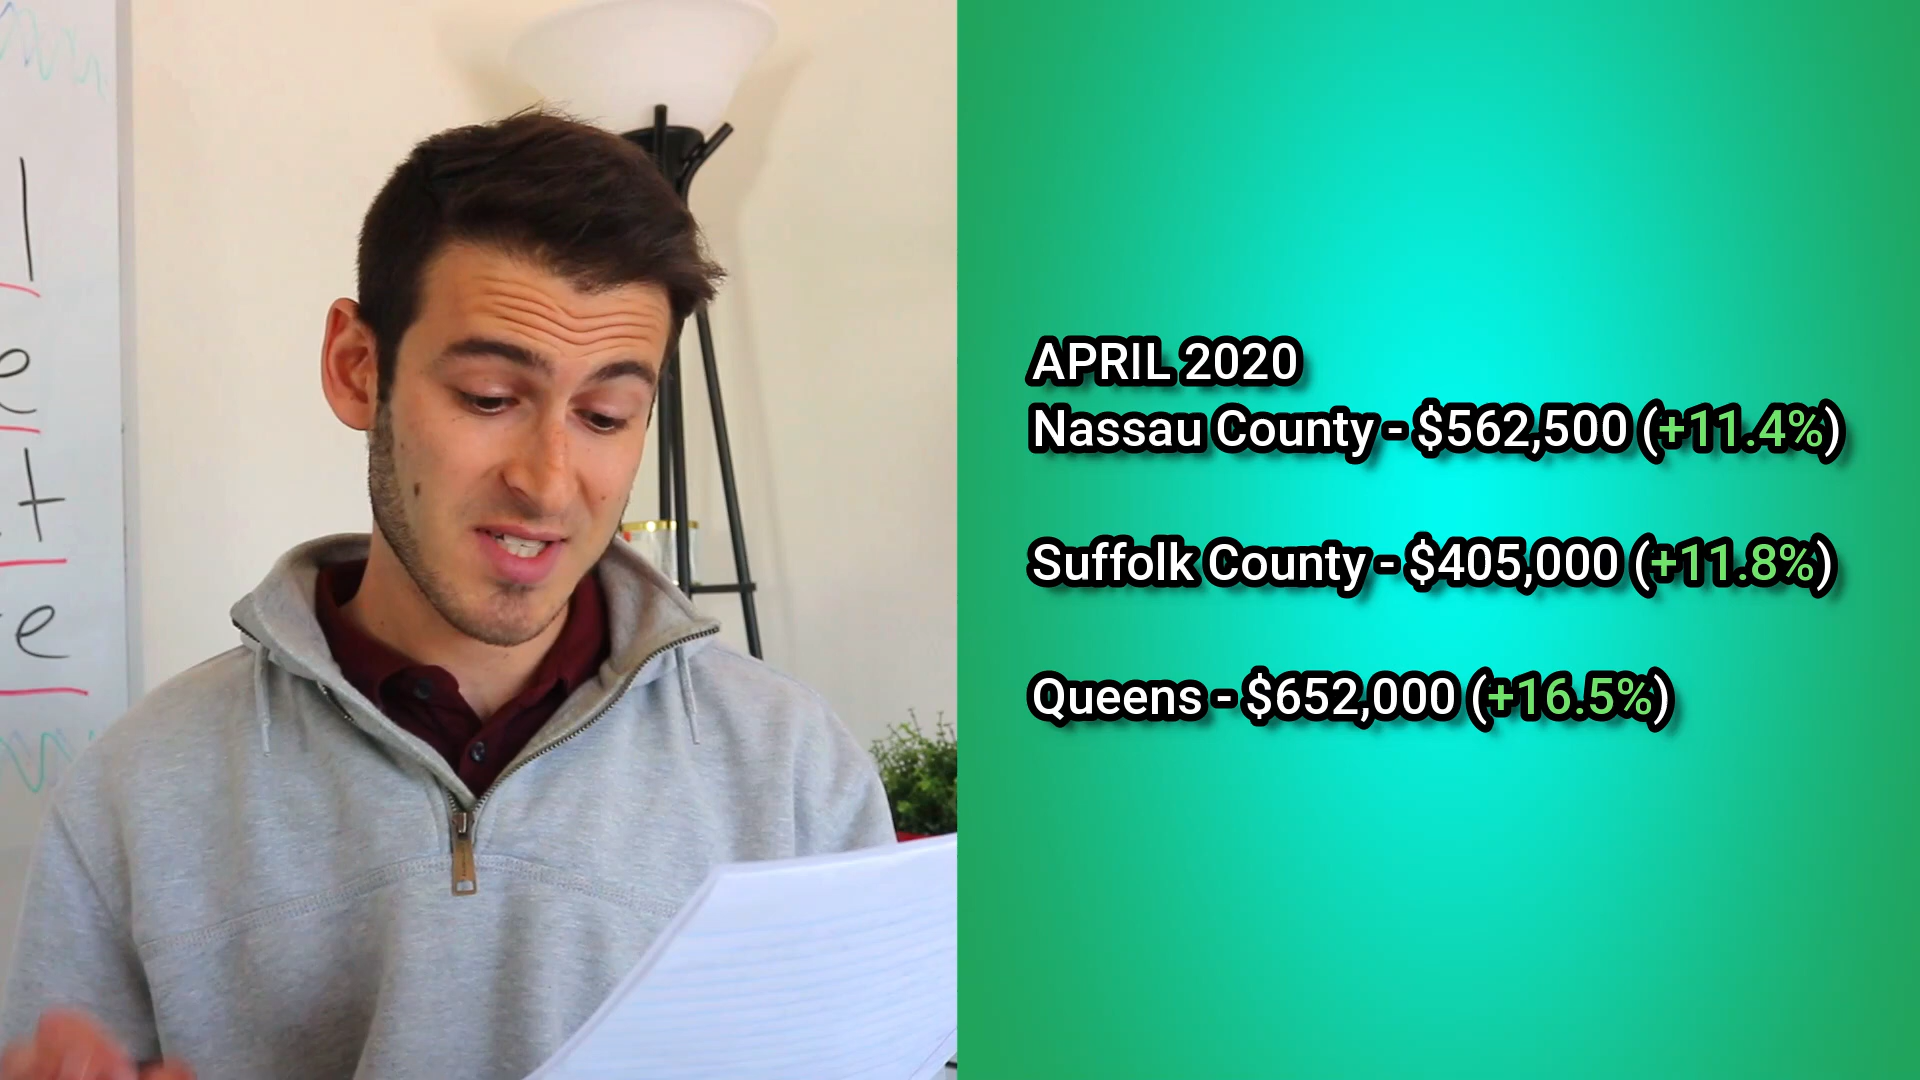 APRIL 2020
Nassau County - $562,500 (+11.4%)
Suffolk County - $405,000 (+11.8%)
Queens - $652,000 (+16.5%)